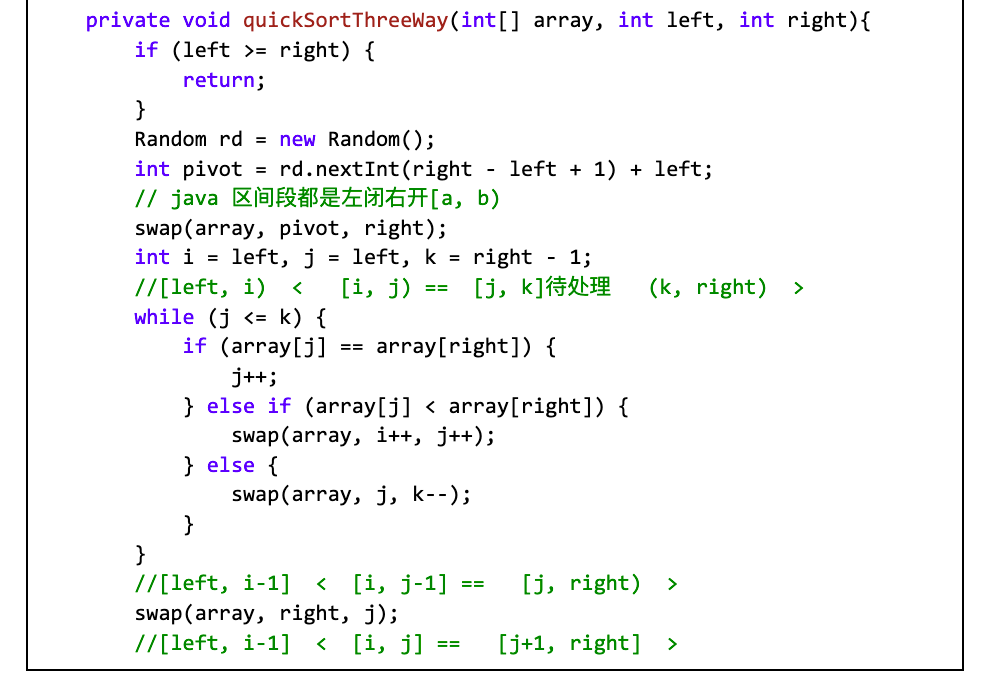 private void quickSortThreeWay(int[] array, int left, int right){
if (left >= right) {
return;
}
Random rd = new Random();
int pivot = rd.nextInt(right - left + 1) + left;
// java 区间段都是左闭右开[a, b)
swap(array, pivot, right);
int i = left, j = left, k = right - 1;
//[left, i) < [i, j) == [j, k]待处理 (k, right) >
while (j <= k) {
if (array[j] == array[right]) {
j++;
} else if (array[j] < array[right]) {
swap(array, i++, j++);
} else {
swap(array, j, k--);
}
}
//[left, i-1] < [i, j-1] == [j, right) >
swap(array, right, j);
//[left, i-1] < [i, j] == [j+1, right] >